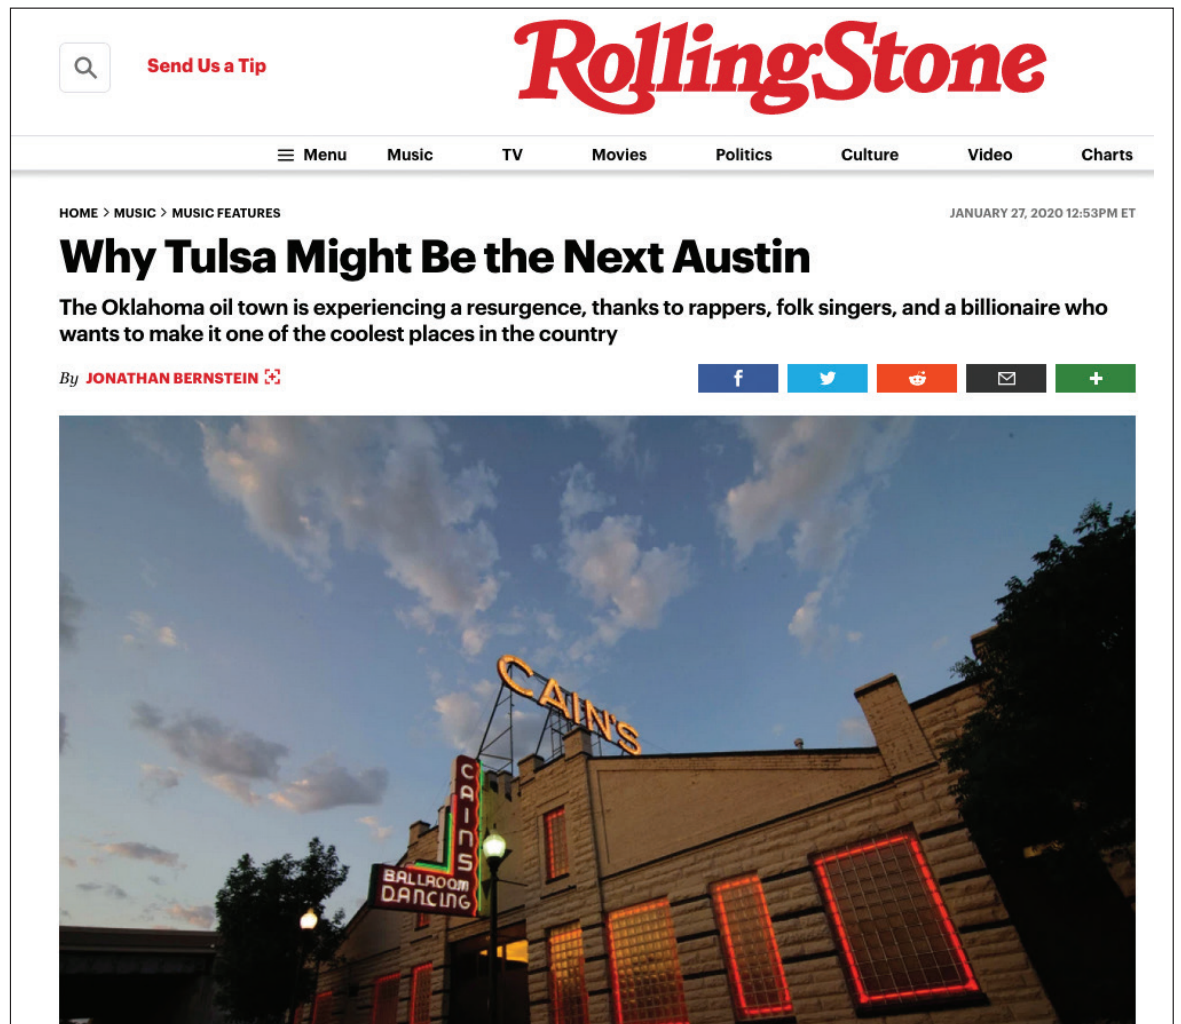 Send Us a Tip
RollingStone
Menu Music TV Movies Politics Culture Video Charts
HOME > MUSIC > MUSIC FEATURES
JANUARY 27, 2020 12:53PM ET
Why Tulsa Might Be the Next Austin
The Oklahoma oil town is experiencing a resurgence, thanks to rappers, folk singers, and a billionaire who
wants to make it one of the coolest places in the country
By JONATHAN BERNSTEIN
CAIN'S
CAINS
BALLROOM
DANCING